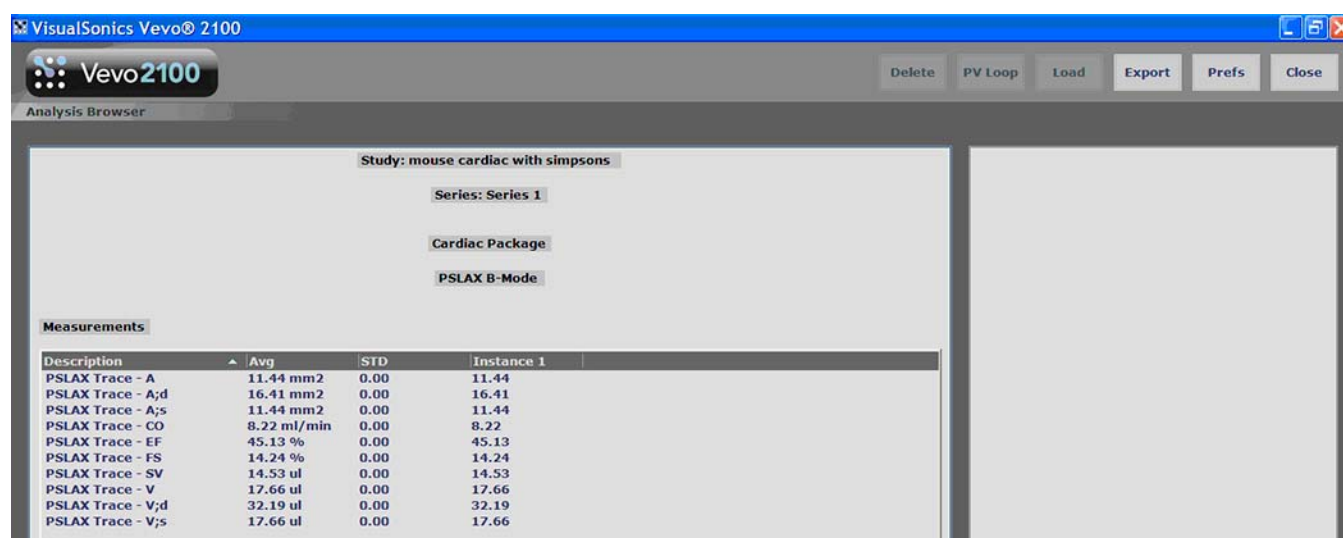 VisualSonics Vevo® 2100
Vevo2100
Delete PV Loop Load Export Prefs Close
Analysis Browser
Study: mouse cardiac with simpsons
Series: Series 1
Cardiac Package
PSLAX B-Mode
Measurements
Description Avg STD Instance 1
PSLAX Trace - A 11.44 mm2 0.00 11.44
PSLAX Trace - A;d 16.41 mm2 0.00 16.41
PSLAX Trace - A;s 11.44 mm2 0.00 11.44
PSLAX Trace - CO 8.22 ml/min 0.00 8.22
PSLAX Trace - EF 45.13 % 0.00 45.13
PSLAX Trace - FS 14.24 % 0.00 14.24
PSLAX Trace - SV 14.53 ul 0.00 14.53
PSLAX Trace - V 17.66 ul 0.00 17.66
PSLAX Trace - V;d 32.19 ul 0.00 32.19
PSLAX Trace - V;s 17.66 ul 0.00 17.66